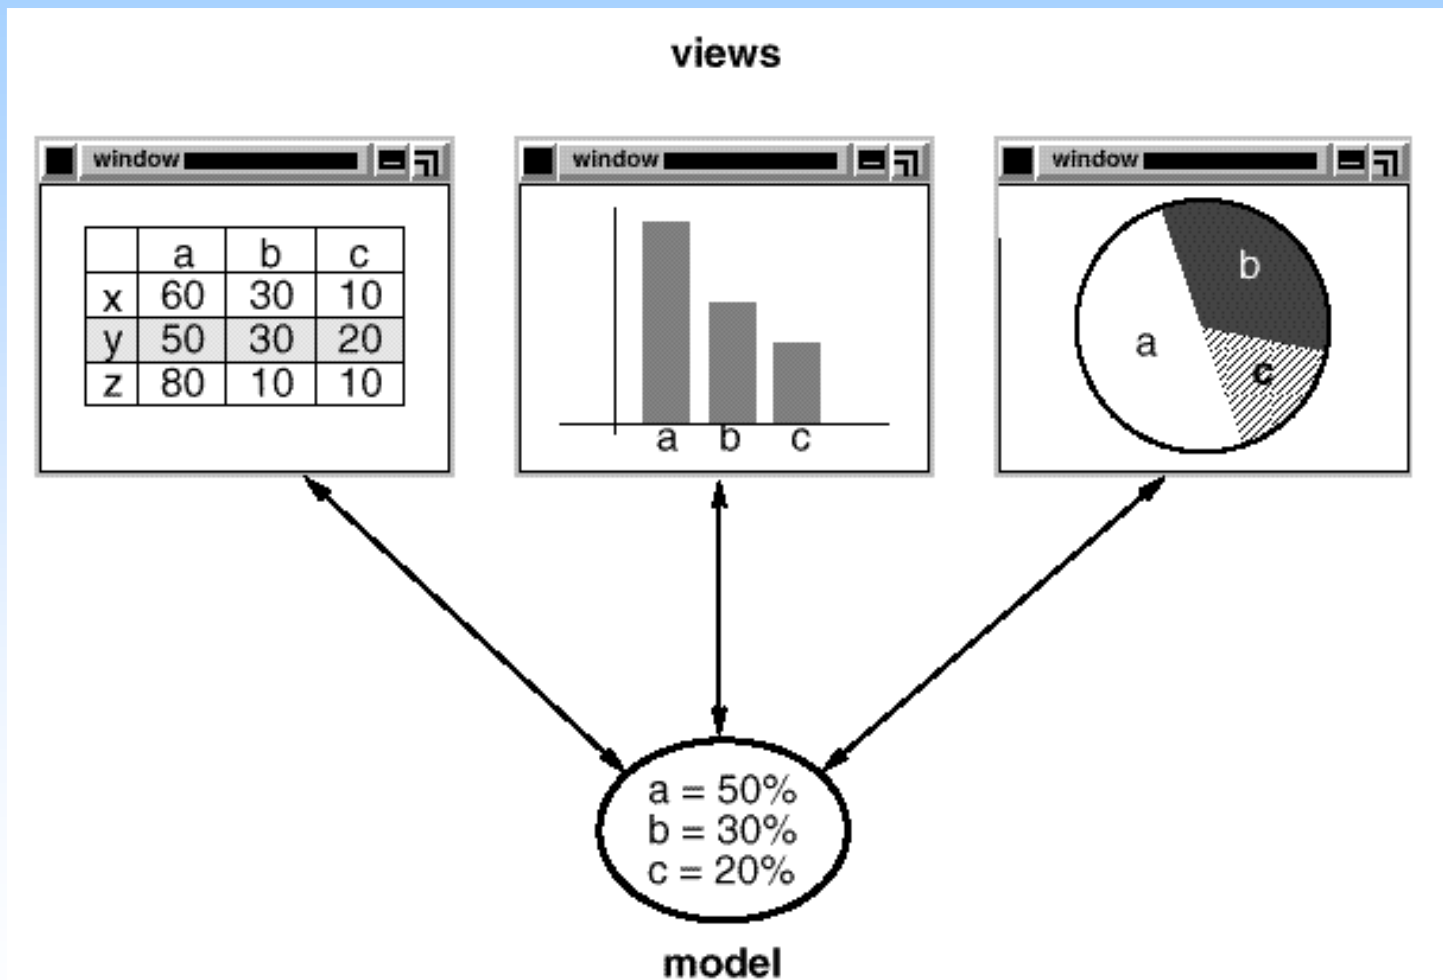 views
window
a b c
x 60 30 10
y 50 30 20
z 80 10 10
window
a b c
window
b
a
c
a = 50%
b = 30%
c = 20%
model